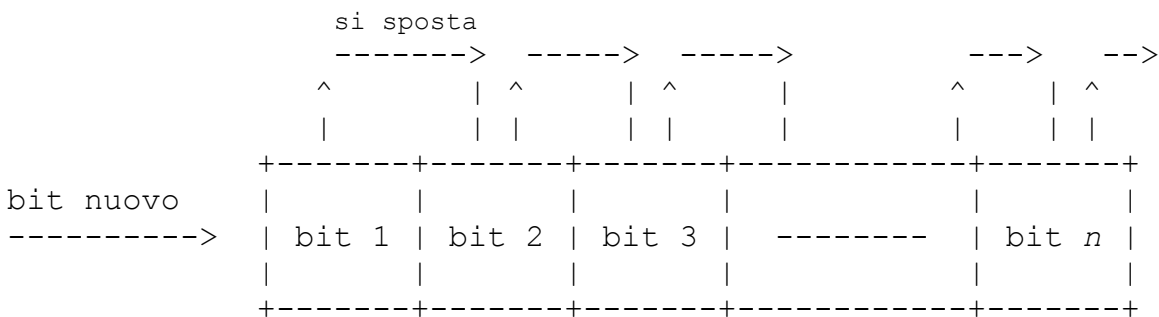 si sposta
-------> -----> -----> ---> -->
^ | ^ | ^ | ^ | ^
| | | | | | | | |
+-------+-------+-------+------------+-------+
bit nuovo | | | | | |
----------> | bit 1 | bit 2 | bit 3 | -------- | bit n |
| | | | | |
+-------+-------+-------+------------+-------+